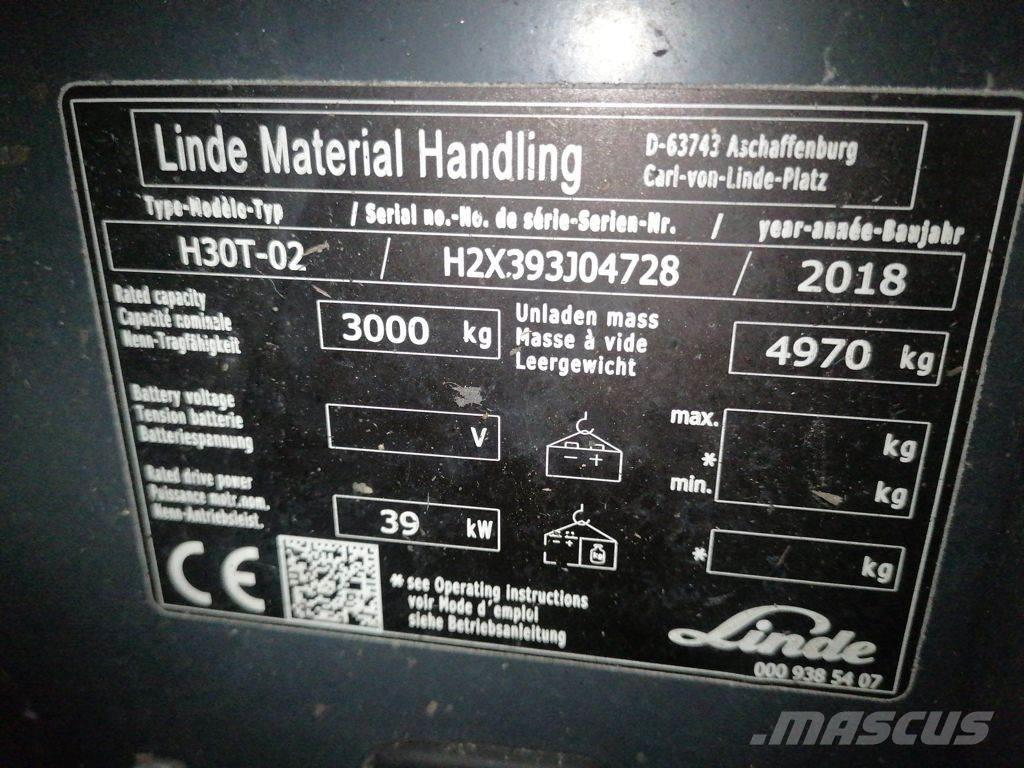 Linde Material Handling
D-63743 Aschaffenburg
Carl-von-Linde-Platz
Type-Modèle-Typ / Serial no.-No. de série-Serien-Nr. / year-année-Baujahr
H30T-02 / H2X393J04728 / 2018
Rated capacity
Capacité nominale
Nenn-Tragfähigkeit
3000 kg
Unladen mass
Masse à vide
Leergewicht
4970 kg
Battery voltage
Tension batterie
Batteriespannung
V
- +
max. kg
*
min. kg
Rated drive power
Puissance motr.nom.
Nenn-Antriebsleist.
39 kW
- +
kg
* kg
CE
* see Operating Instructions
voir Mode d'emploi
siehe Betriebsanleitung
Linde
000 938 54 07
.MASCUS